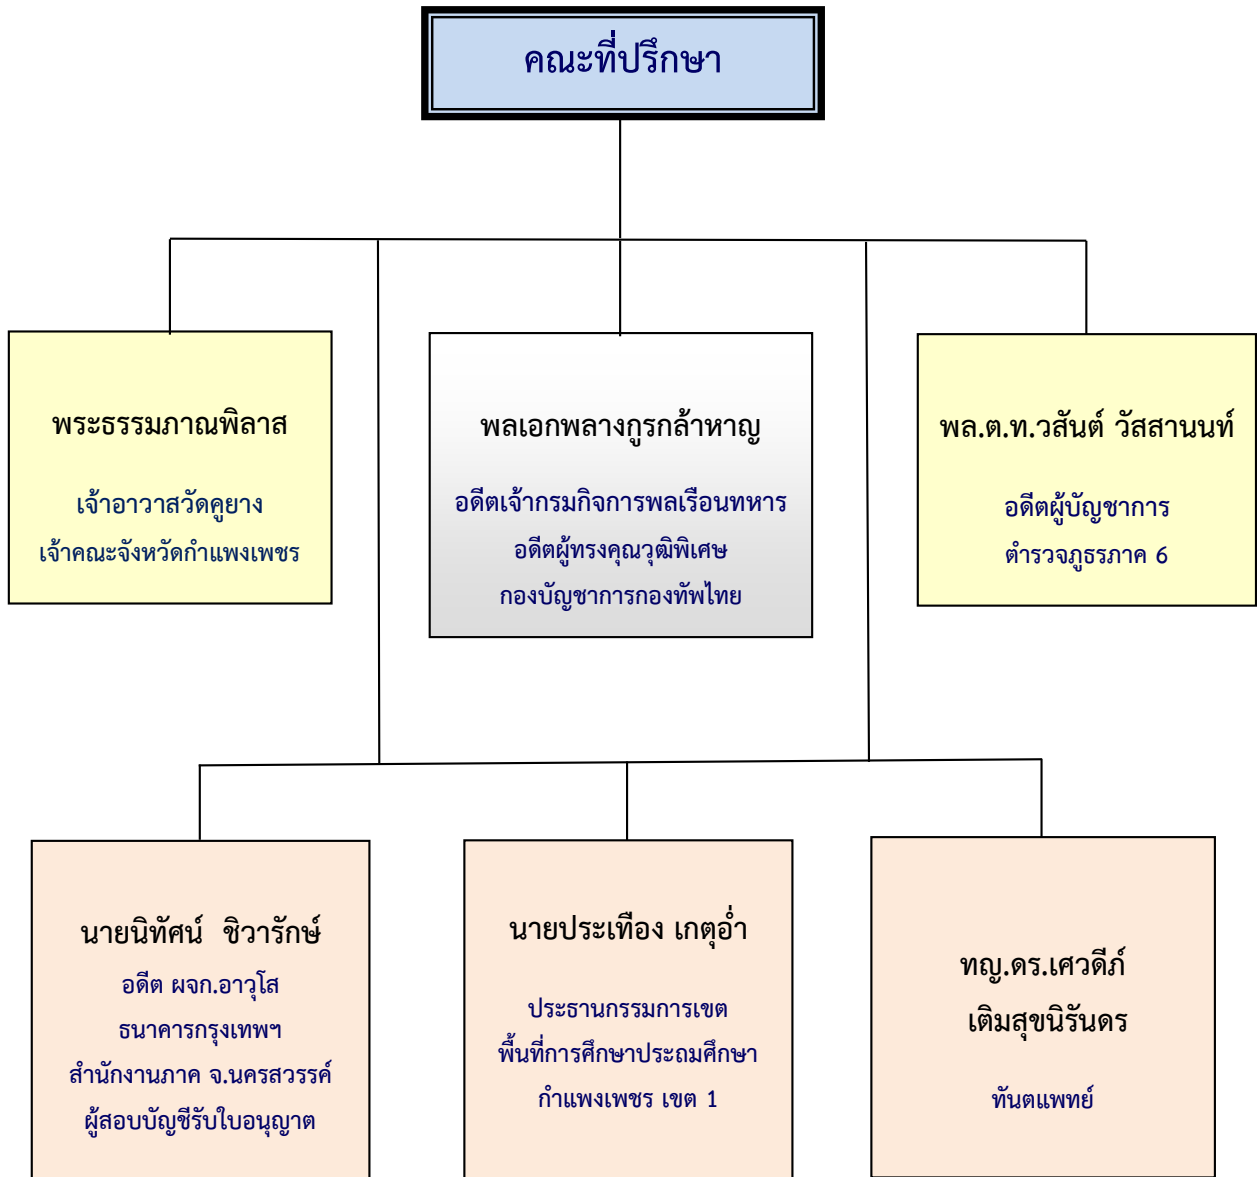 คณะที่ปรึกษา
พระธรรมภาณพิลาส
เจ้าอาวาสวัดคูยาง
เจ้าคณะจังหวัดกำแพงเพชร
พลเอกพลางกูรกล้าหาญ
อดีตเจ้ากรมกิจการพลเรือนทหาร
อดีตผู้ทรงคุณวุฒิพิเศษ
กองบัญชาการกองทัพไทย
พล.ต.ท.วสันต์ วัสสานนท์
อดีตผู้บัญชาการ
ตำรวจภูธรภาค 6
นายนิทัศน์ ชิวารักษ์
อดีต ผจก.อาวุโส
ธนาคารกรุงเทพฯ
สำนักงานภาค จ.นครสวรรค์
ผู้สอบบัญชีรับใบอนุญาต
นายประเทือง เกตุอ่ำ
ประธานกรรมการเขต
พื้นที่การศึกษาประถมศึกษา
กำแพงเพชร เขต 1
ทญ.ดร.เศวตีภ์
เติมสุขนิรันดร
ทันตแพทย์